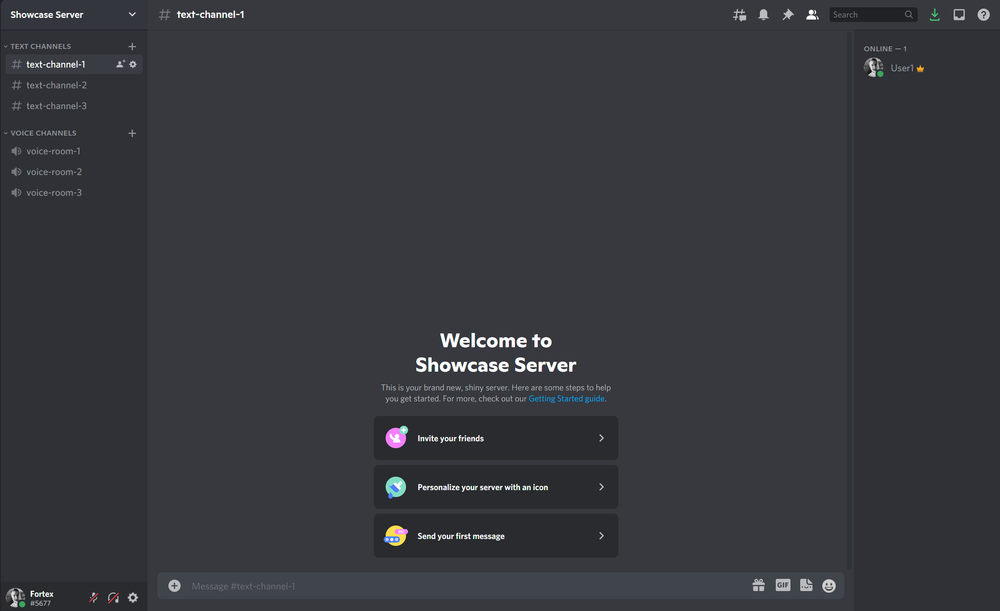 Showcase Server
TEXT CHANNELS
text-channel-1
text-channel-2
text-channel-3
VOICE CHANNELS
voice-room-1
voice-room-2
voice-room-3
Fortex
#5677
text-channel-1
Search
Welcome to
Showcase Server
This is your brand new, shiny server. Here are some steps to help
you get started. For more, check out our Getting Started guide.
Invite your friends
Personalize your server with an icon
Hi!
Send your first message
Message #text-channel-1
GIF
ONLINE — 1
User1